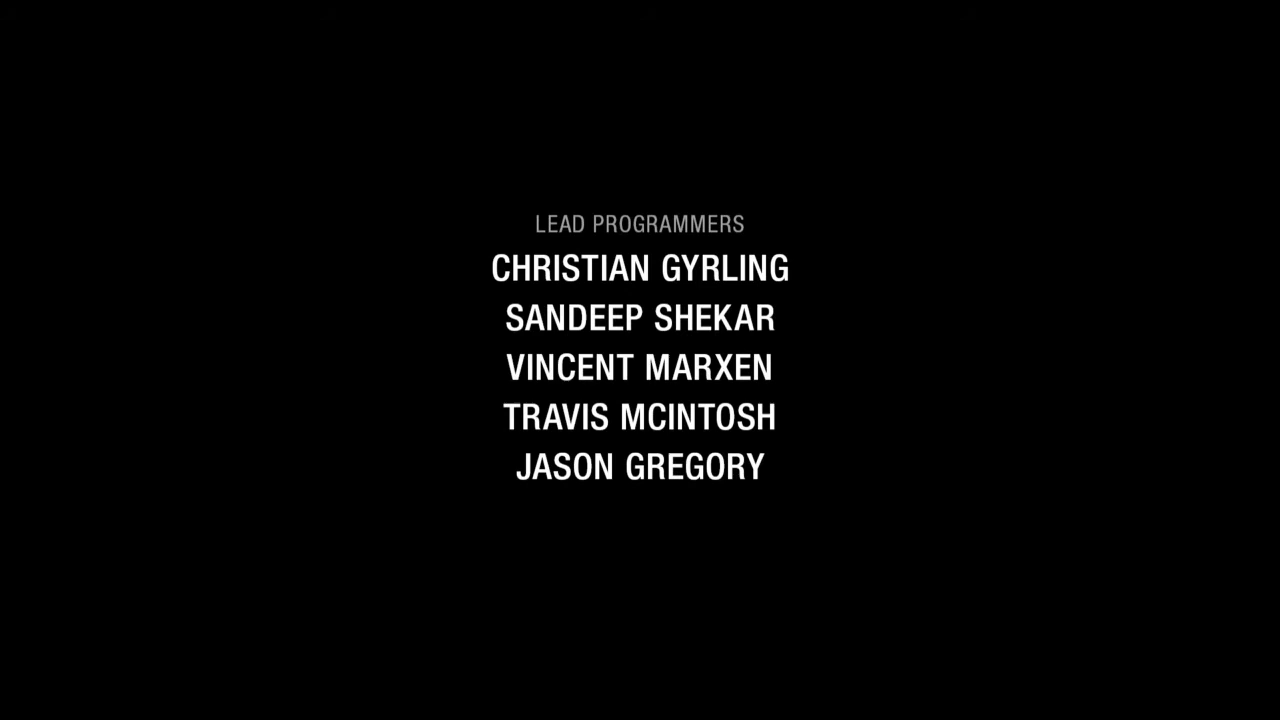 LEAD PROGRAMMERS
CHRISTIAN GYRLING
SANDEEP SHEKAR
VINCENT MARXEN
TRAVIS MCINTOSH
JASON GREGORY